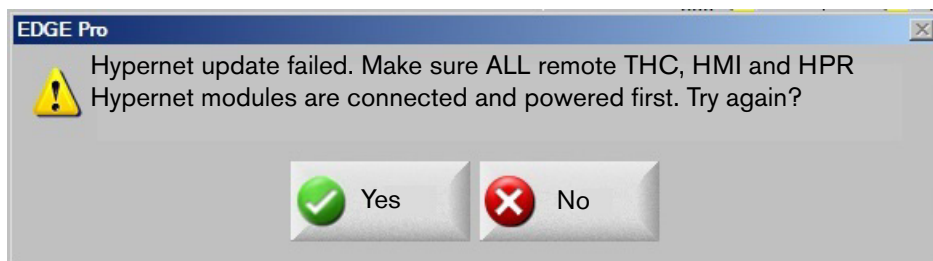 EDGE Pro
Hypernet update failed. Make sure ALL remote THC, HMI and HPR
Hypernet modules are connected and powered first. Try again?
Yes No